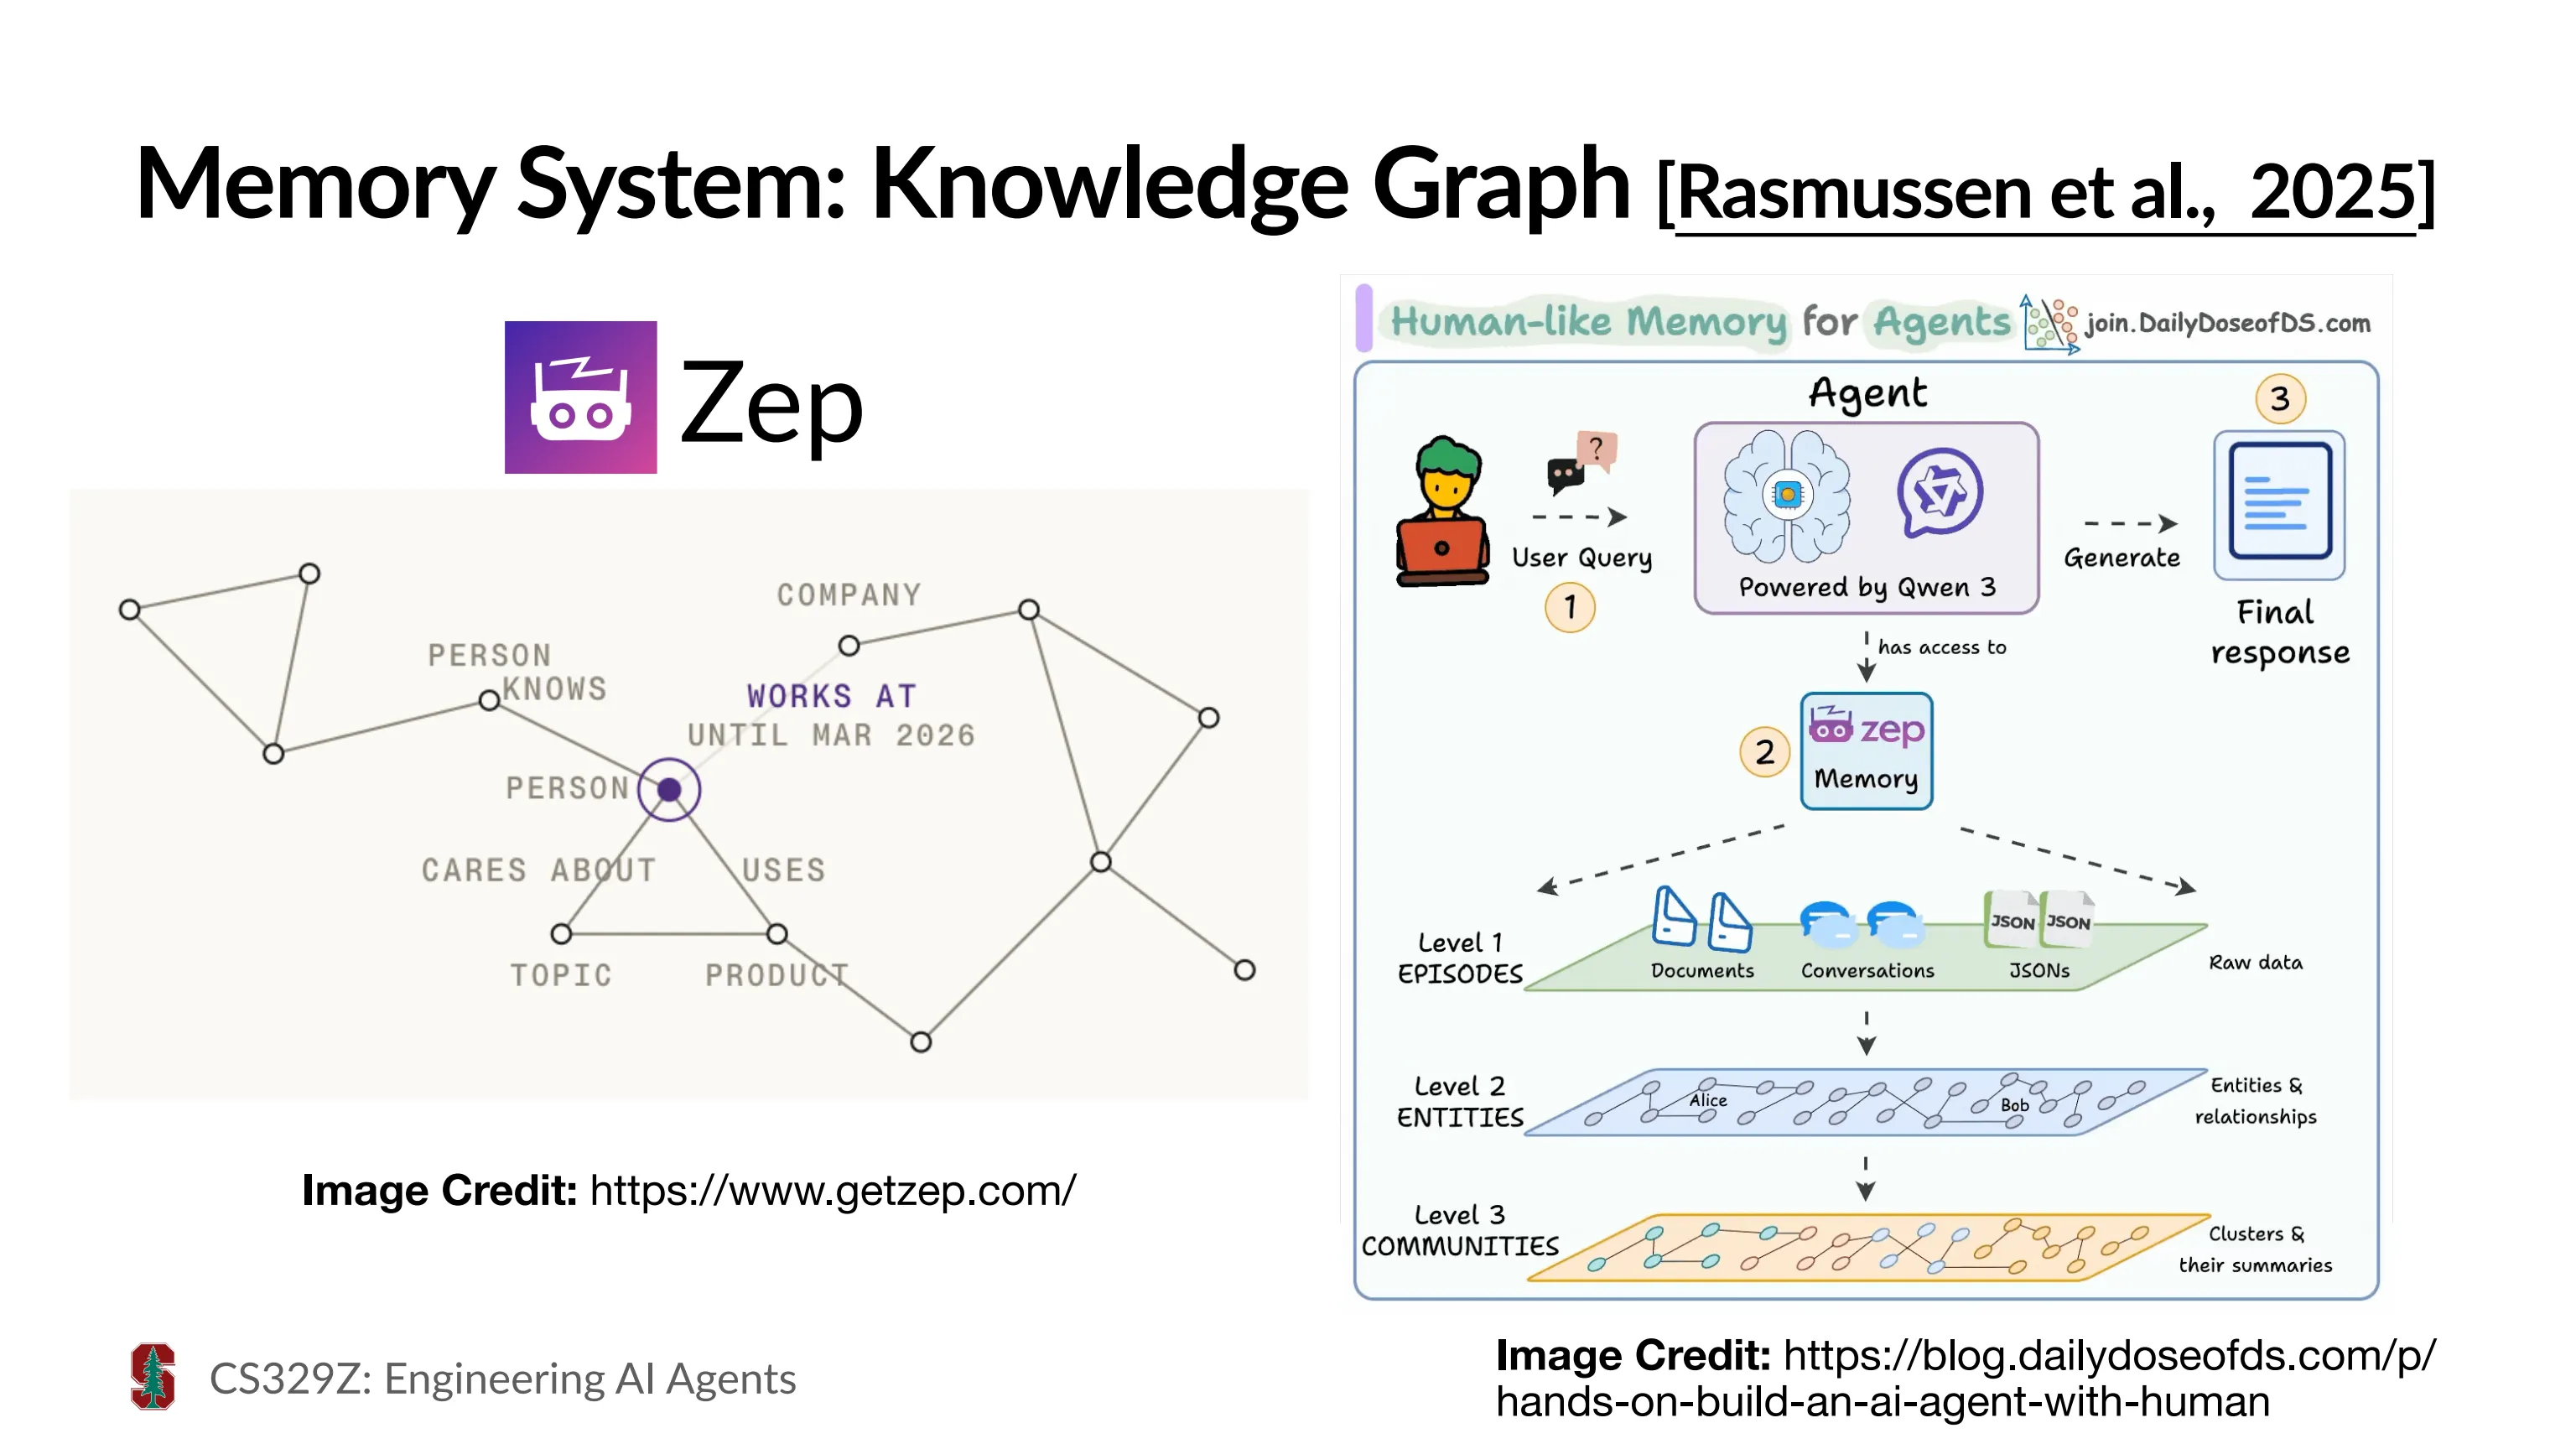 Memory System: Knowledge Graph [Rasmussen et al., 2025]
Zep
COMPANY
PERSON
KNOWS
WORKS AT
UNTIL MAR 2026
PERSON
CARES ABOUT
USES
TOPIC
PRODUCT
Image Credit: https://www.getzep.com/
Human-like Memory for Agents
join.DailyDoseofDS.com
Agent
3
?
User Query
1
Powered by Qwen 3
Generate
Final
response
has access to
2
zep
Memory
Level 1
EPISODES
JSON
JSON
Documents
Conversations
JSONs
Raw data
Level 2
ENTITIES
Alice
Bob
Entities &
relationships
Level 3
COMMUNITIES
Clusters &
their summaries
Image Credit: https://blog.dailydoseofds.com/p/
hands-on-build-an-ai-agent-with-human
S
CS329Z: Engineering AI Agents